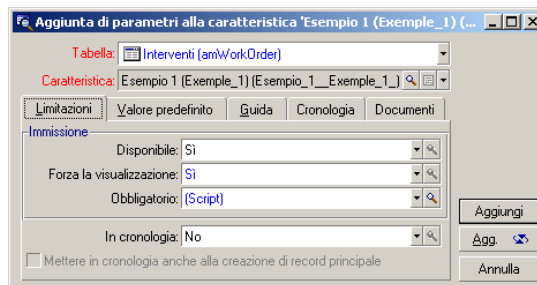 Aggiunta di parametri alla caratteristica 'Esempio 1 (Exemple_1) (...
Tabella: Interventi (amWorkOrder)
Caratteristica: Esempio 1 (Exemple_1) (Esempio_1__Exemple_1_)
Limitazioni Valore predefinito Guida Cronologia Documenti
Immissione
Disponibile: Sì
Forza la visualizzazione: Sì
Obbligatorio: (Script)
Aggiungi
In cronologia: No
Agg.
Mettere in cronologia anche alla creazione di record principale
Annulla